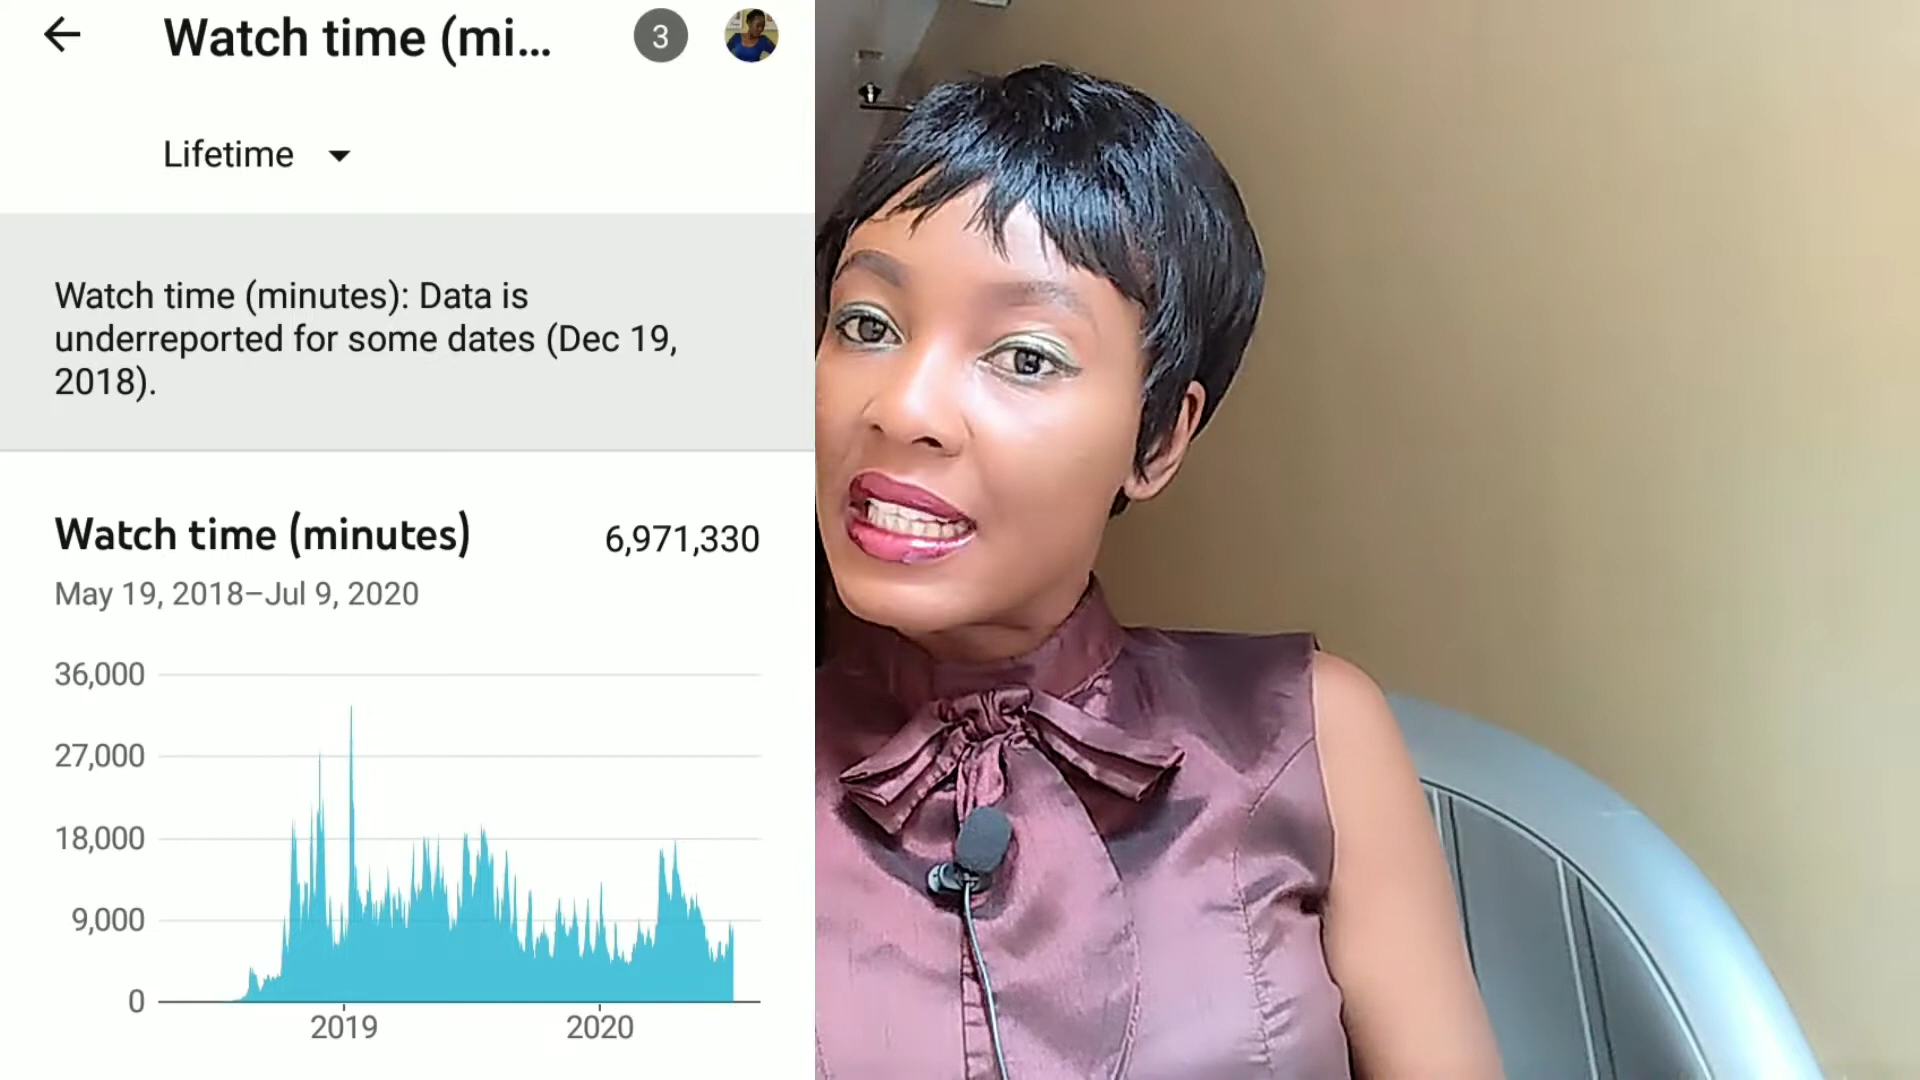 Watch time (mi...
3
Lifetime
Watch time (minutes): Data is
underreported for some dates (Dec 19,
2018).
Watch time (minutes)
6,971,330
May 19, 2018–Jul 9, 2020
36,000
27,000
18,000
9,000
0
2019
2020